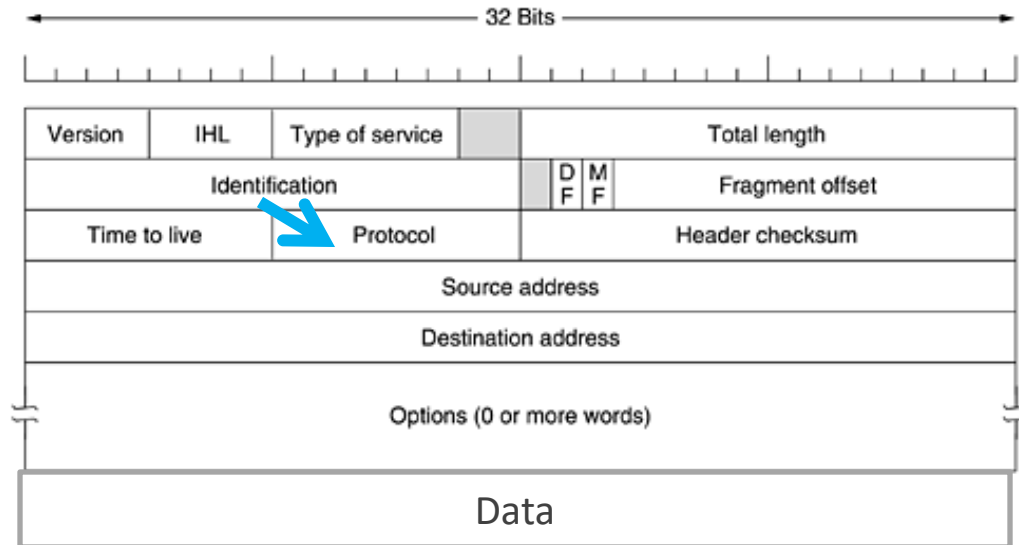 32 Bits
Version IHL Type of service Total length
Identification D F M F Fragment offset
Time to live Protocol Header checksum
Source address
Destination address
Options (0 or more words)
Data